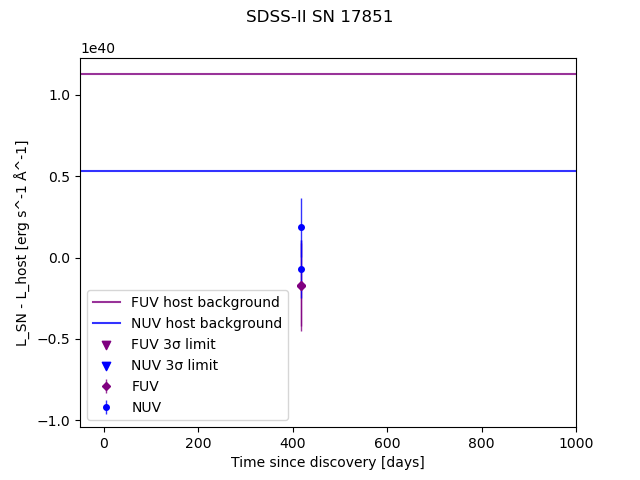 SDSS-II SN 17851
1e40
1.0
0.5
0.0
−0.5
−1.0
L_SN - L_host [erg s^-1 Å^-1]
FUV host background
NUV host background
FUV 3σ limit
NUV 3σ limit
FUV
NUV
0 200 400 600 800 1000
Time since discovery [days]